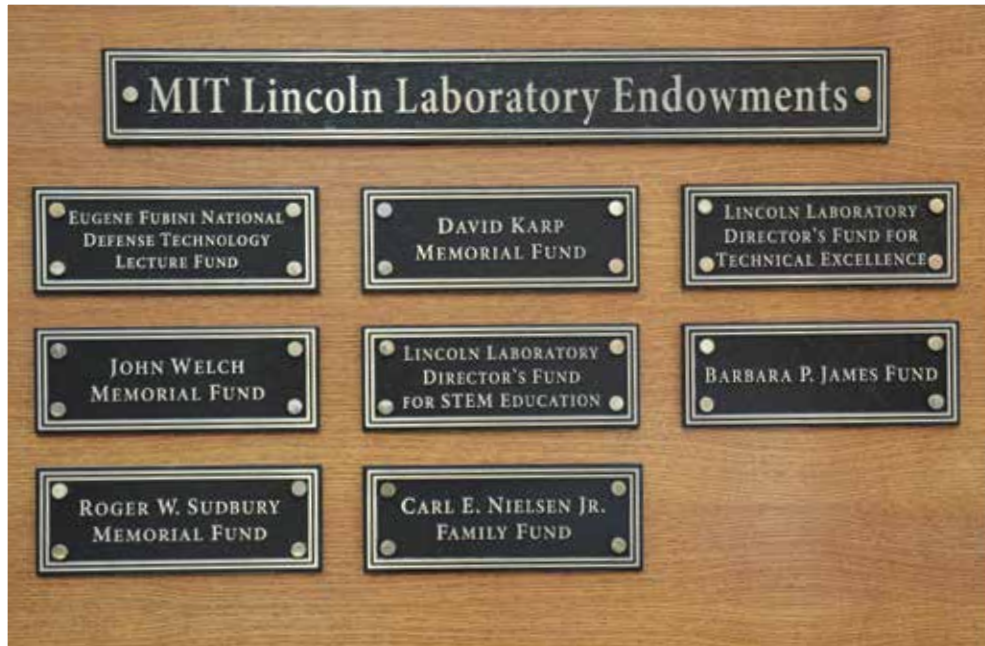 MIT Lincoln Laboratory Endowments
EUGENE FUBINI NATIONAL
DEFENSE TECHNOLOGY
LECTURE FUND
DAVID KARP
MEMORIAL FUND
LINCOLN LABORATORY
DIRECTOR'S FUND FOR
TECHNICAL EXCELLENCE
JOHN WELCH
MEMORIAL FUND
LINCOLN LABORATORY
DIRECTOR'S FUND
FOR STEM EDUCATION
BARBARA P. JAMES FUND
ROGER W. SUDBURY
MEMORIAL FUND
CARL E. NIELSEN JR.
FAMILY FUND